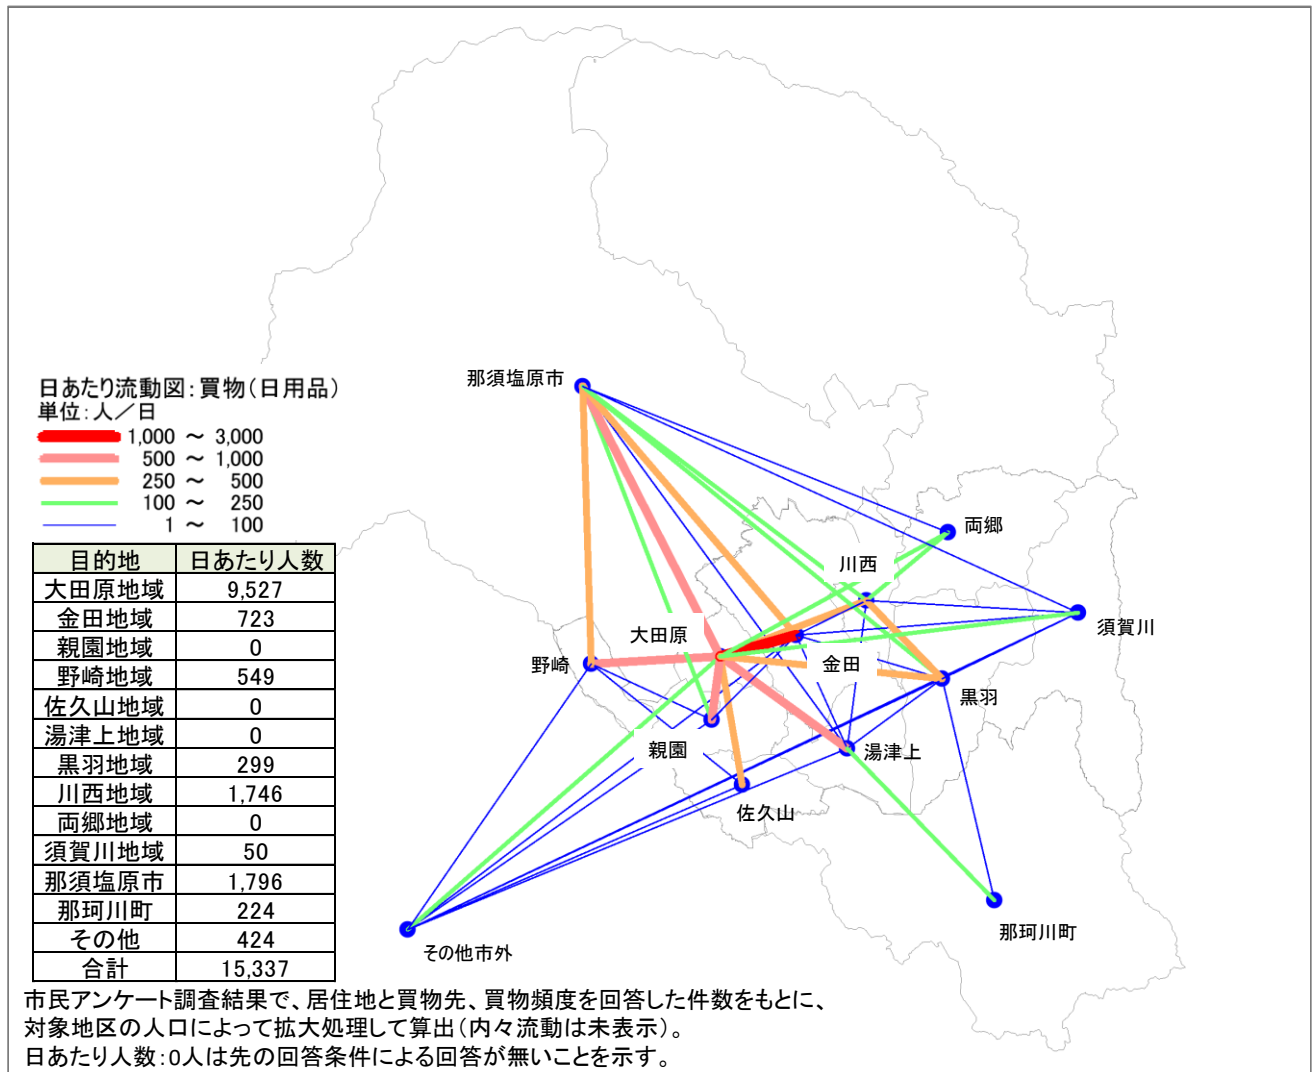 那須塩原市
日あたり流動図：買物（日用品）
単位：人／日
1,000 ～ 3,000
500 ～ 1,000
250 ～ 500
100 ～ 250
1 ～ 100
両郷
川西
須賀川
大田原
野崎
金田
黒羽
親園
湯津上
佐久山
那珂川町
その他市外
目的地 日あたり人数
大田原地域 9,527
金田地域 723
親園地域 0
野崎地域 549
佐久山地域 0
湯津上地域 0
黒羽地域 299
川西地域 1,746
両郷地域 0
須賀川地域 50
那須塩原市 1,796
那珂川町 224
その他 424
合計 15,337
市民アンケート調査結果で、居住地と買物先、買物頻度を回答した件数をもとに、
対象地区の人口によって拡大処理して算出（内々流動は未表示）。
日あたり人数：0人は先の回答条件による回答が無いことを示す。